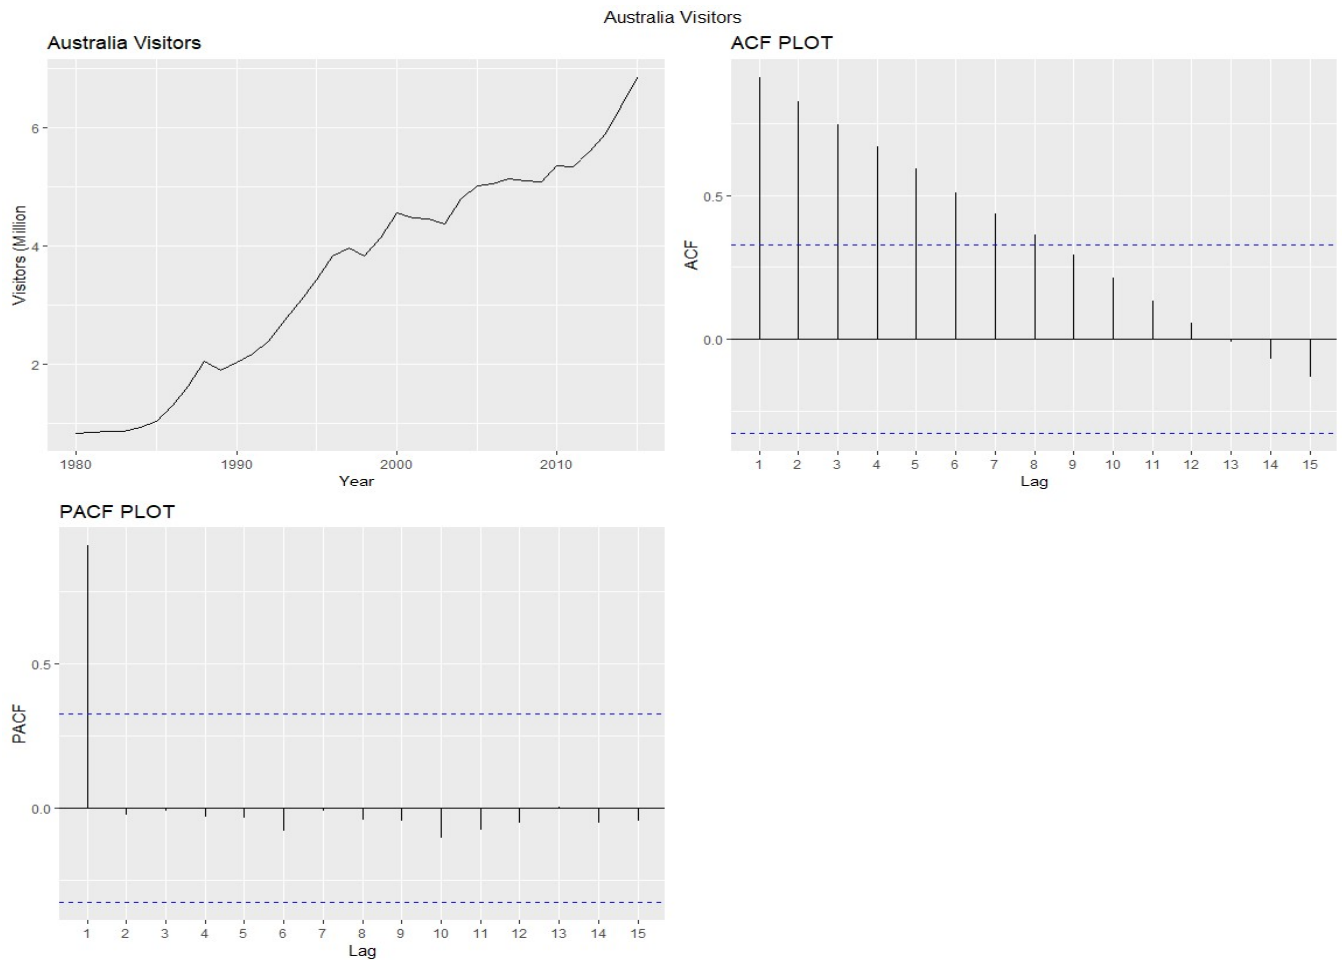 Australia Visitors
Australia Visitors
6
4
2
Visitors (Million
1980 1990 2000 2010
Year
ACF PLOT
0.5
0.0
ACF
1 2 3 4 5 6 7 8 9 10 11 12 13 14 15
Lag
PACF PLOT
0.5
0.0
PACF
1 2 3 4 5 6 7 8 9 10 11 12 13 14 15
Lag